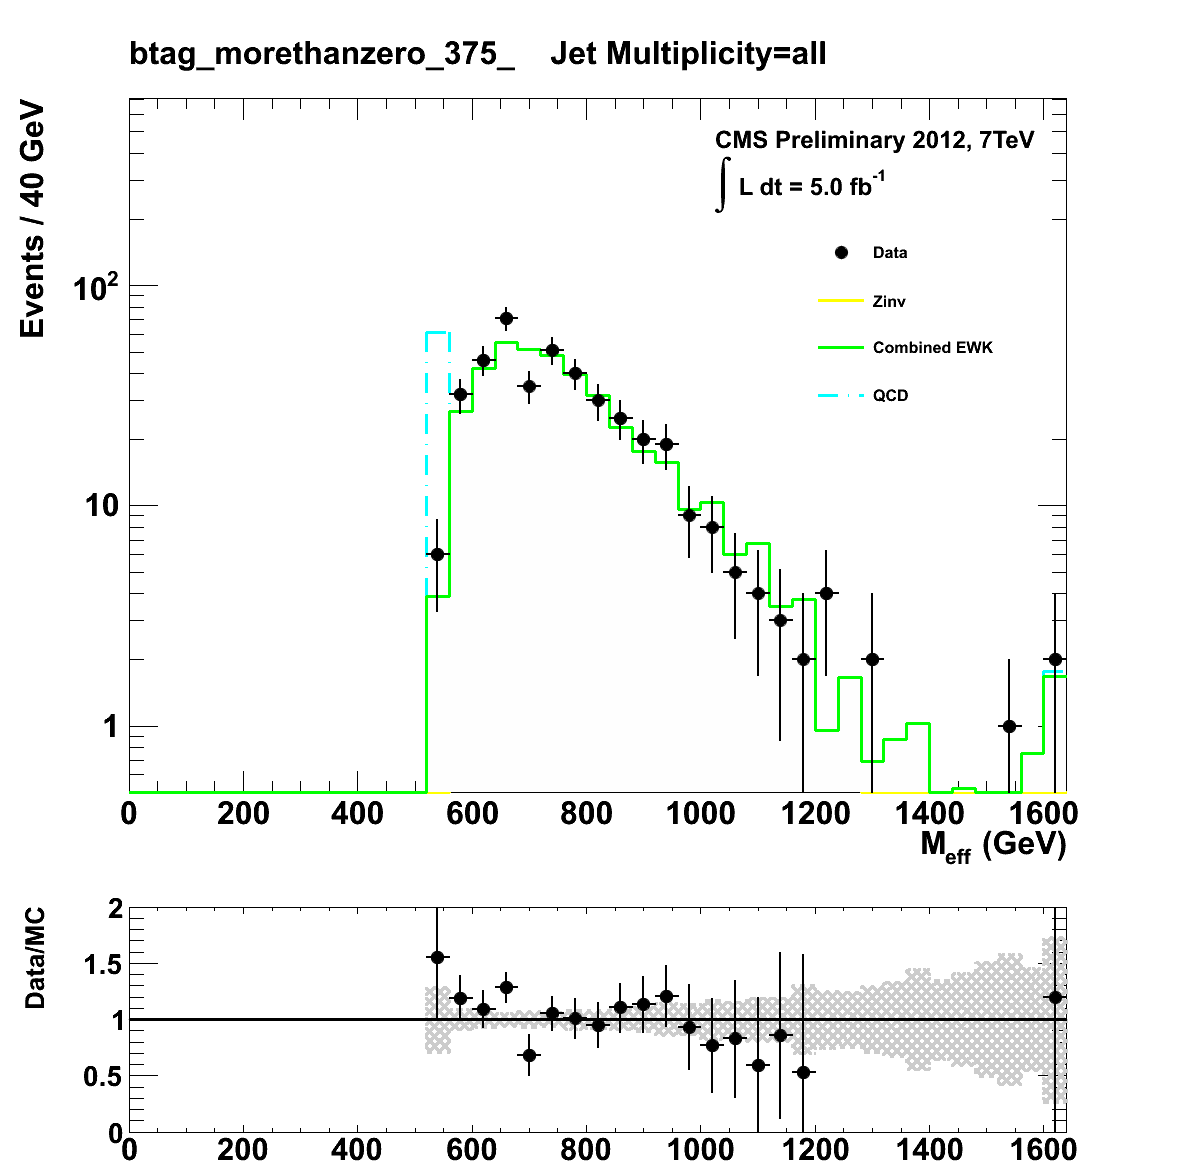 btag_morethanzero_375_ Jet Multiplicity=all
Events / 40 GeV
CMS Preliminary 2012, 7TeV
∫ L dt = 5.0 fb⁻¹
Data
Zinv
Combined EWK
QCD
10²
10
1
0 200 400 600 800 1000 1200 1400 1600
M_eff (GeV)
Data/MC
2
1.5
1
0.5
0
0 200 400 600 800 1000 1200 1400 1600